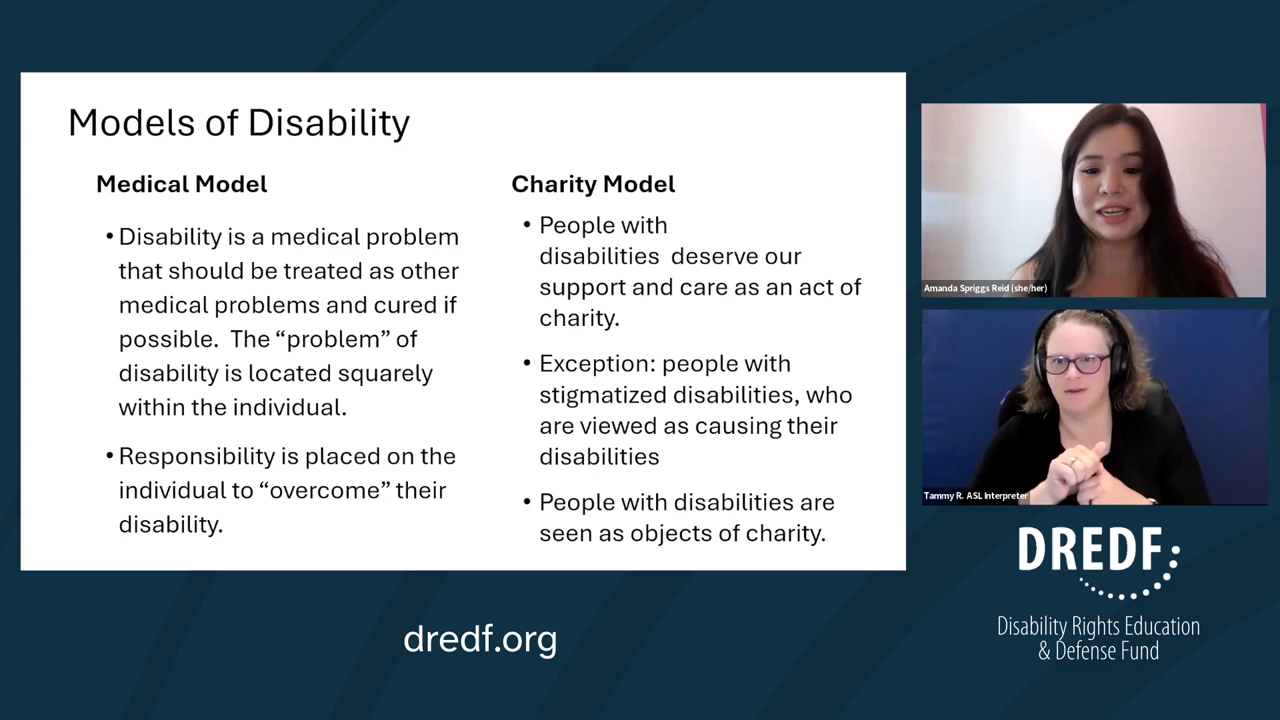 Models of Disability
Medical Model
• Disability is a medical problem
that should be treated as other
medical problems and cured if
possible.  The “problem” of
disability is located squarely
within the individual.
• Responsibility is placed on the
individual to “overcome” their
disability.
Charity Model
• People with
disabilities  deserve our
support and care as an act of
charity.
• Exception: people with
stigmatized disabilities, who
are viewed as causing their
disabilities
• People with disabilities are
seen as objects of charity.
Amanda Spriggs Reid (she/her)
Tammy R. ASL Interpreter
DREDF
Disability Rights Education
& Defense Fund
dredf.org